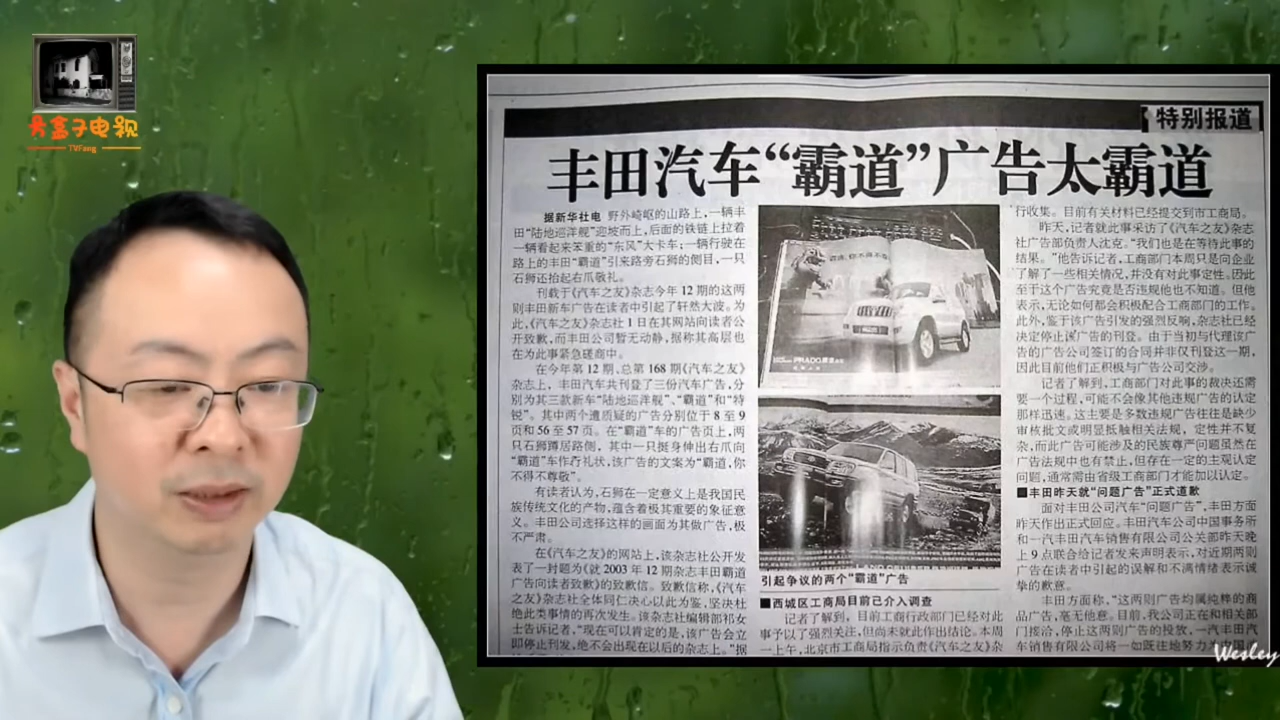 方盒子电视
TVFang
特别报道
丰田汽车“霸道”广告太霸道
据新华社电 野外崎岖的山路上,一辆丰
田“陆地巡洋舰”迎坡而上,后面的铁链上拉着
一辆看起来笨重的“东风”大卡车;一辆行驶在
路上的丰田“霸道”引来路旁石狮的侧目,一只
石狮还抬起右爪敬礼。
刊载于《汽车之友》杂志今年12期的这两
则丰田新车广告在读者中引起了轩然大波。为
此,《汽车之友》杂志社1日在其网站向读者公
开致歉,而丰田公司暂无动静,据称其高层也
在为此事紧急磋商中。
在今年第12期、总第168期《汽车之友》
杂志上,丰田汽车共刊登了三份汽车广告,分
别为其三款新车“陆地巡洋舰”、“霸道”和“特
锐”。其中两个遭质疑的广告分别位于8至9
页和56至57页。在“霸道”车的广告页上,两
只石狮蹲居路侧,其中一只挺身伸出右爪向
“霸道”车作行礼状,该广告的文案为“霸道,你
不得不尊敬”。
有读者认为,石狮在一定意义上是我国民
族传统文化的产物,蕴含着极其重要的象征意
义。丰田公司选择这样的画面为其做广告,极
不严肃。
在《汽车之友》的网站上,该杂志社公开发
表了一封题为《就2003年12期杂志丰田霸道
广告向读者致歉》的致歉信。致歉信称,《汽车
之友》杂志社全体同仁决心以此为鉴,坚决杜
绝此类事情的再次发生。该杂志社编辑部祁女
士告诉记者,“现在可以肯定的是,该广告会立
即停止刊发,绝不会出现在以后的杂志上。”据
PRADO
引起争议的两个“霸道”广告
■西城区工商局目前已介入调查
记者了解到,目前工商行政部门已经对此
事予以了强烈关注,但尚未就此作出结论。本周
一上午,北京市工商局指示负责《汽车之友》杂
行收集。目前有关材料已经提交到市工商局。
昨天,记者就此事采访了《汽车之友》杂志
社广告部负责人沈克。“我们也是在等待此事的
结果。”他告诉记者,工商部门本周只是向企业
了解了一些相关情况,并没有对此事定性。因此
至于这个广告究竟是否违规他也不知道。但他
表示,无论如何都会积极配合工商部门的工作。
此外,鉴于该广告引发的强烈反响,杂志社已经
决定停止该广告的刊登。由于当初与代理该广
告的广告公司签订的合同并非仅刊登这一期,
因此目前他们正积极与广告公司交涉。
记者了解到,工商部门对此事的裁决还需
要一个过程,可能不会像其他违规广告的认定
那样迅速。这主要是多数违规广告往往是缺少
审核批文或明显抵触相关法规,定性并不复
杂,而此广告可能涉及的民族尊严问题虽然在
广告法规中也有禁止,但存在一定的主观认定
问题,通常需由省级工商部门才能加以认定。
■丰田昨天就“问题广告”正式道歉
面对丰田公司汽车“问题广告”,丰田方面
昨天作出正式回应。丰田汽车公司中国事务所
和一汽丰田汽车销售有限公司公关部昨天晚
上9点联合给记者发来声明表示,对近期两则
广告在读者中引起的误解和不满情绪表示诚
挚的歉意。
丰田方面称,“这两则广告均属纯粹的商
品广告,毫无他意。目前,我公司正在和相关部
门接洽,停止这两则广告的投放,一汽丰田汽
车销售有限公司将一如既往地努力
Wesley